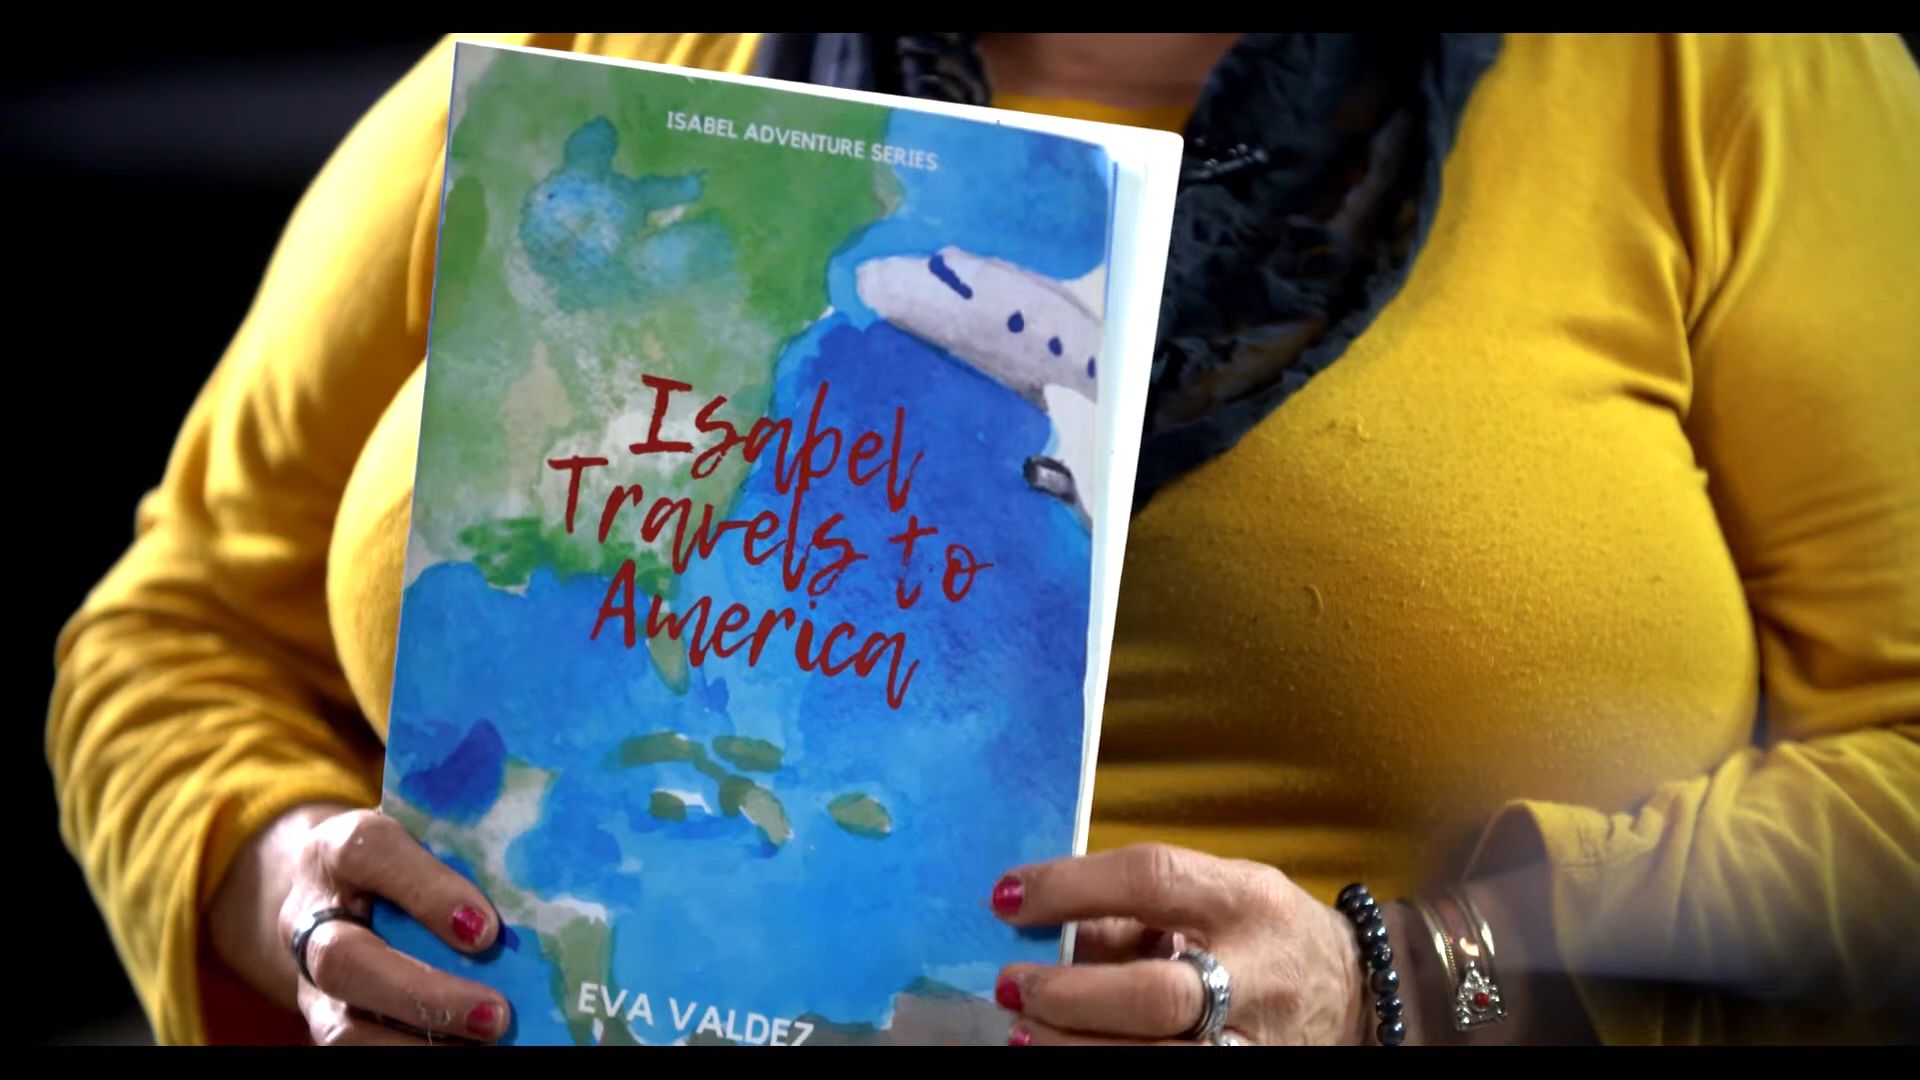 ISABEL ADVENTURE SERIES
Isabel
Travels to
America
EVA VALDEZ